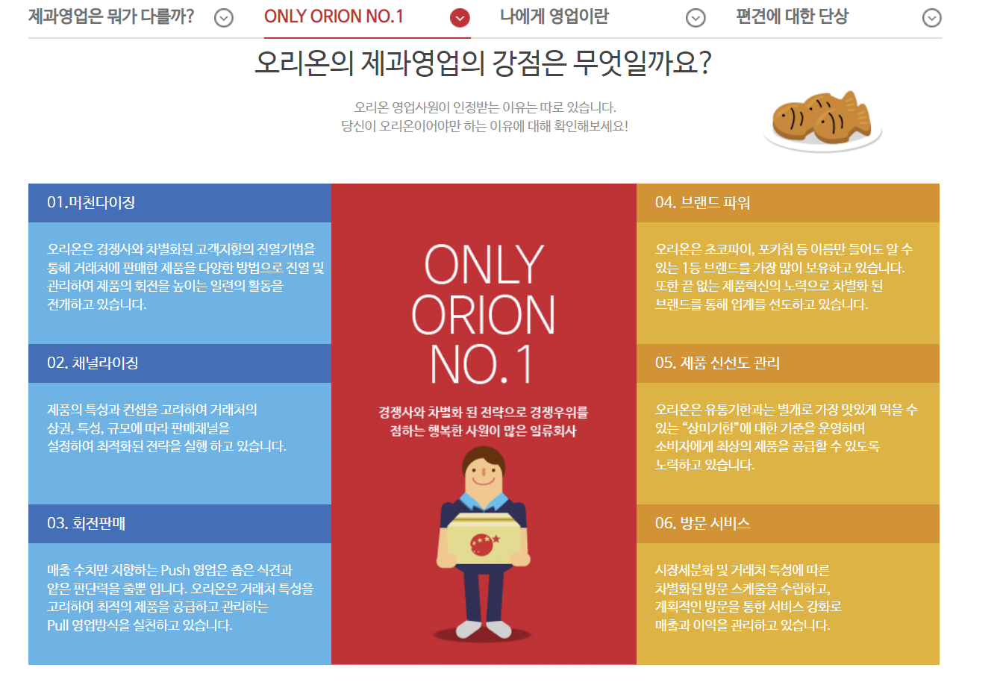 제과영업은 뭐가 다를까?
ONLY ORION NO.1
나에게 영업이란
편견에 대한 단상
오리온의 제과영업의 강점은 무엇일까요?
오리온 영업사원이 인정받는 이유는 따로 있습니다.
당신이 오리온이어야만 하는 이유에 대해 확인해보세요!
01.머천다이징
오리온은 경쟁사와 차별화된 고객지향의 진열기법을
통해 거래처에 판매한 제품을 다양한 방법으로 진열 및
관리하여 제품의 회전을 높이는 일련의 활동을
전개하고 있습니다.
02. 채널라이징
제품의 특성과 컨셉을 고려하여 거래처의
상권, 특성, 규모에 따라 판매채널을
설정하여 최적화된 전략을 실행 하고 있습니다.
03. 회전판매
매출 수치만 지향하는 Push 영업은 좁은 식견과
얕은 판단력을 줄뿐 입니다. 오리온은 거래처 특성을
고려하여 최적의 제품을 공급하고 관리하는
Pull 영업방식을 실천하고 있습니다.
ONLY
ORION
NO.1
경쟁사와 차별화 된 전략으로 경쟁우위를
점하는 행복한 사원이 많은 일류회사
04. 브랜드 파워
오리온은 초코파이, 포카칩 등 이름만 들어도 알 수
있는 1등 브랜드를 가장 많이 보유하고 있습니다.
또한 끝 없는 제품혁신의 노력으로 차별화 된
브랜드를 통해 업계를 선도하고 있습니다.
05. 제품 신선도 관리
오리온은 유통기한과는 별개로 가장 맛있게 먹을 수
있는 “상미기한”에 대한 기준을 운영하며
소비자에게 최상의 제품을 공급할 수 있도록
노력하고 있습니다.
06. 방문 서비스
시장세분화 및 거래처 특성에 따른
차별화된 방문 스케줄을 수립하고,
계획적인 방문을 통한 서비스 강화로
매출과 이익을 관리하고 있습니다.